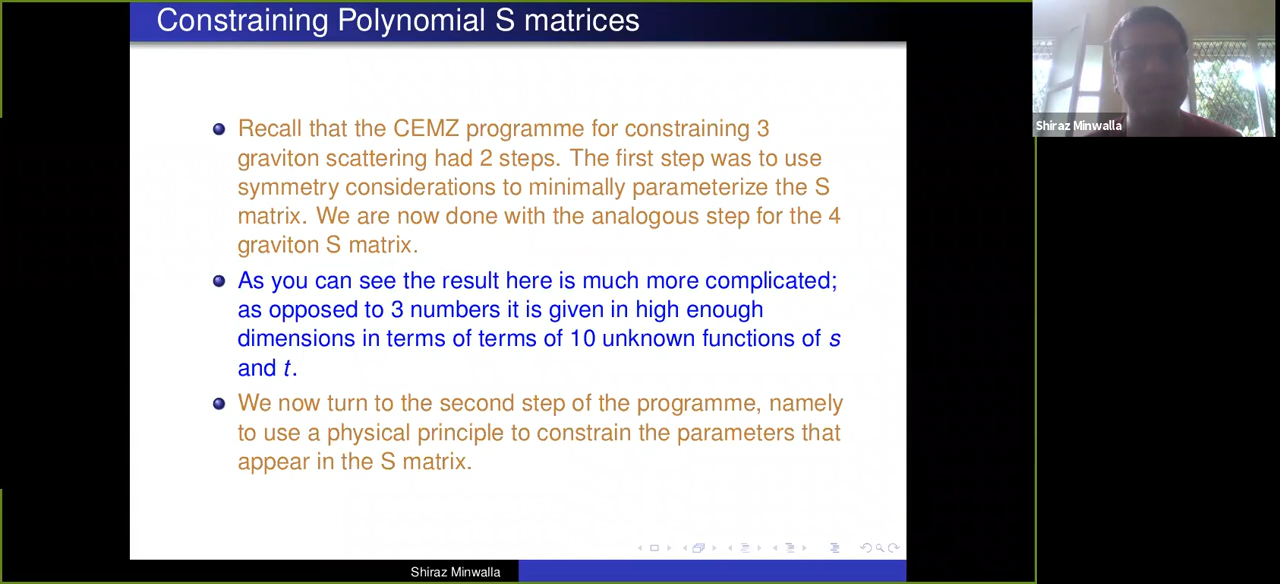 Constraining Polynomial S matrices
Recall that the CEMZ programme for constraining 3
graviton scattering had 2 steps. The first step was to use
symmetry considerations to minimally parameterize the S
matrix. We are now done with the analogous step for the 4
graviton S matrix.
As you can see the result here is much more complicated;
as opposed to 3 numbers it is given in high enough
dimensions in terms of terms of 10 unknown functions of s
and t.
We now turn to the second step of the programme, namely
to use a physical principle to constrain the parameters that
appear in the S matrix.
Shiraz Minwalla
Shiraz Minwalla